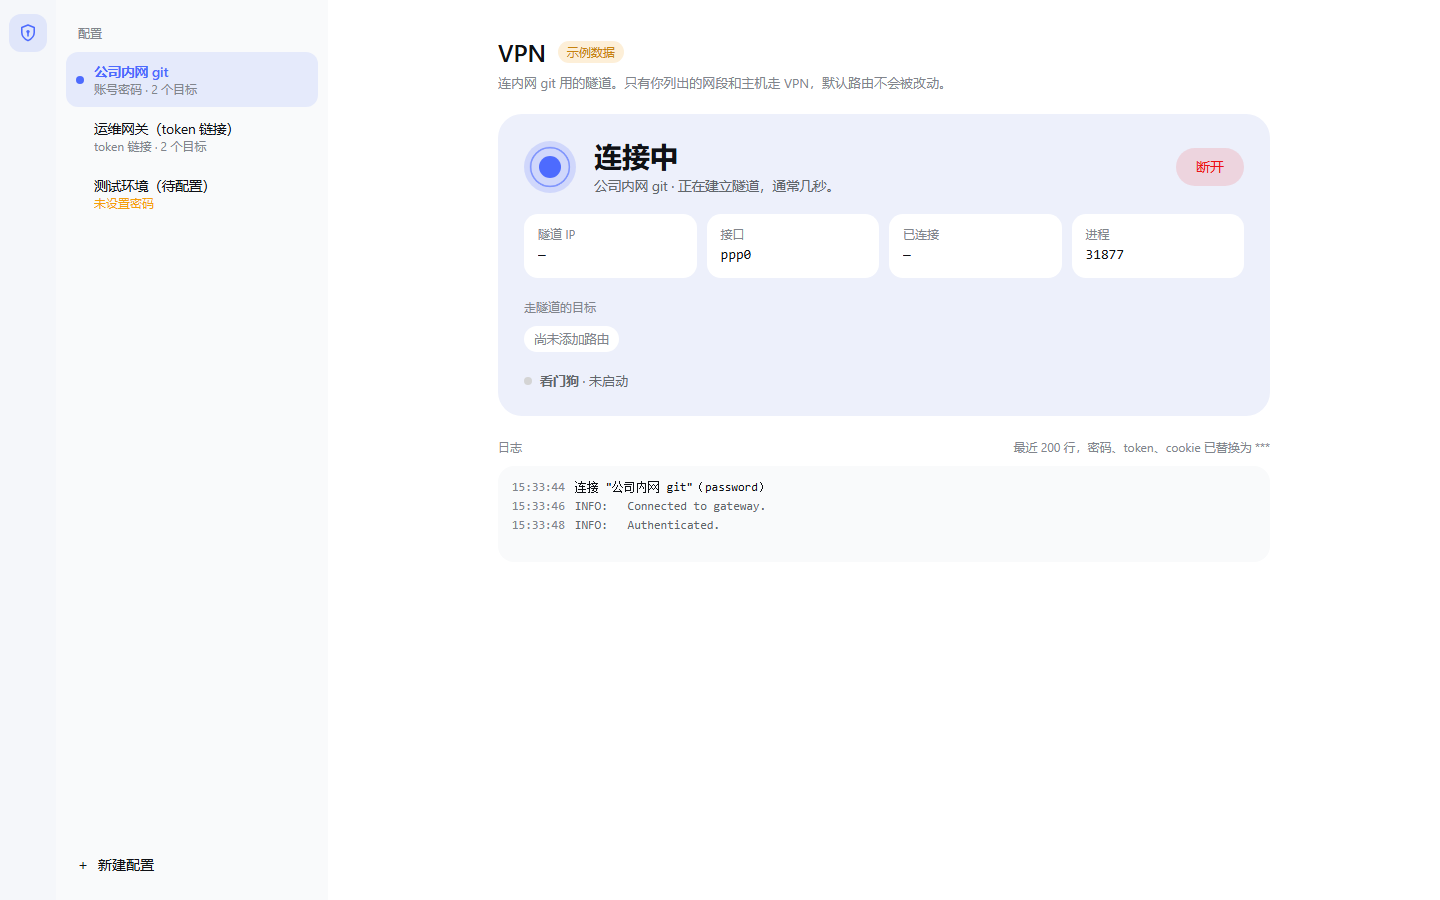 配置
公司内网 git
账号密码 · 2 个目标
运维网关（token 链接）
token 链接 · 2 个目标
测试环境（待配置）
未设置密码
+ 新建配置
VPN 示例数据
连内网 git 用的隧道。只有你列出的网段和主机走 VPN，默认路由不会被改动。
连接中
公司内网 git · 正在建立隧道，通常几秒。
断开
隧道 IP
—
接口
ppp0
已连接
—
进程
31877
走隧道的目标
尚未添加路由
看门狗 · 未启动
日志
最近 200 行，密码、token、cookie 已替换为 ***
15:33:44 连接 "公司内网 git"（password）
15:33:46 INFO: Connected to gateway.
15:33:48 INFO: Authenticated.